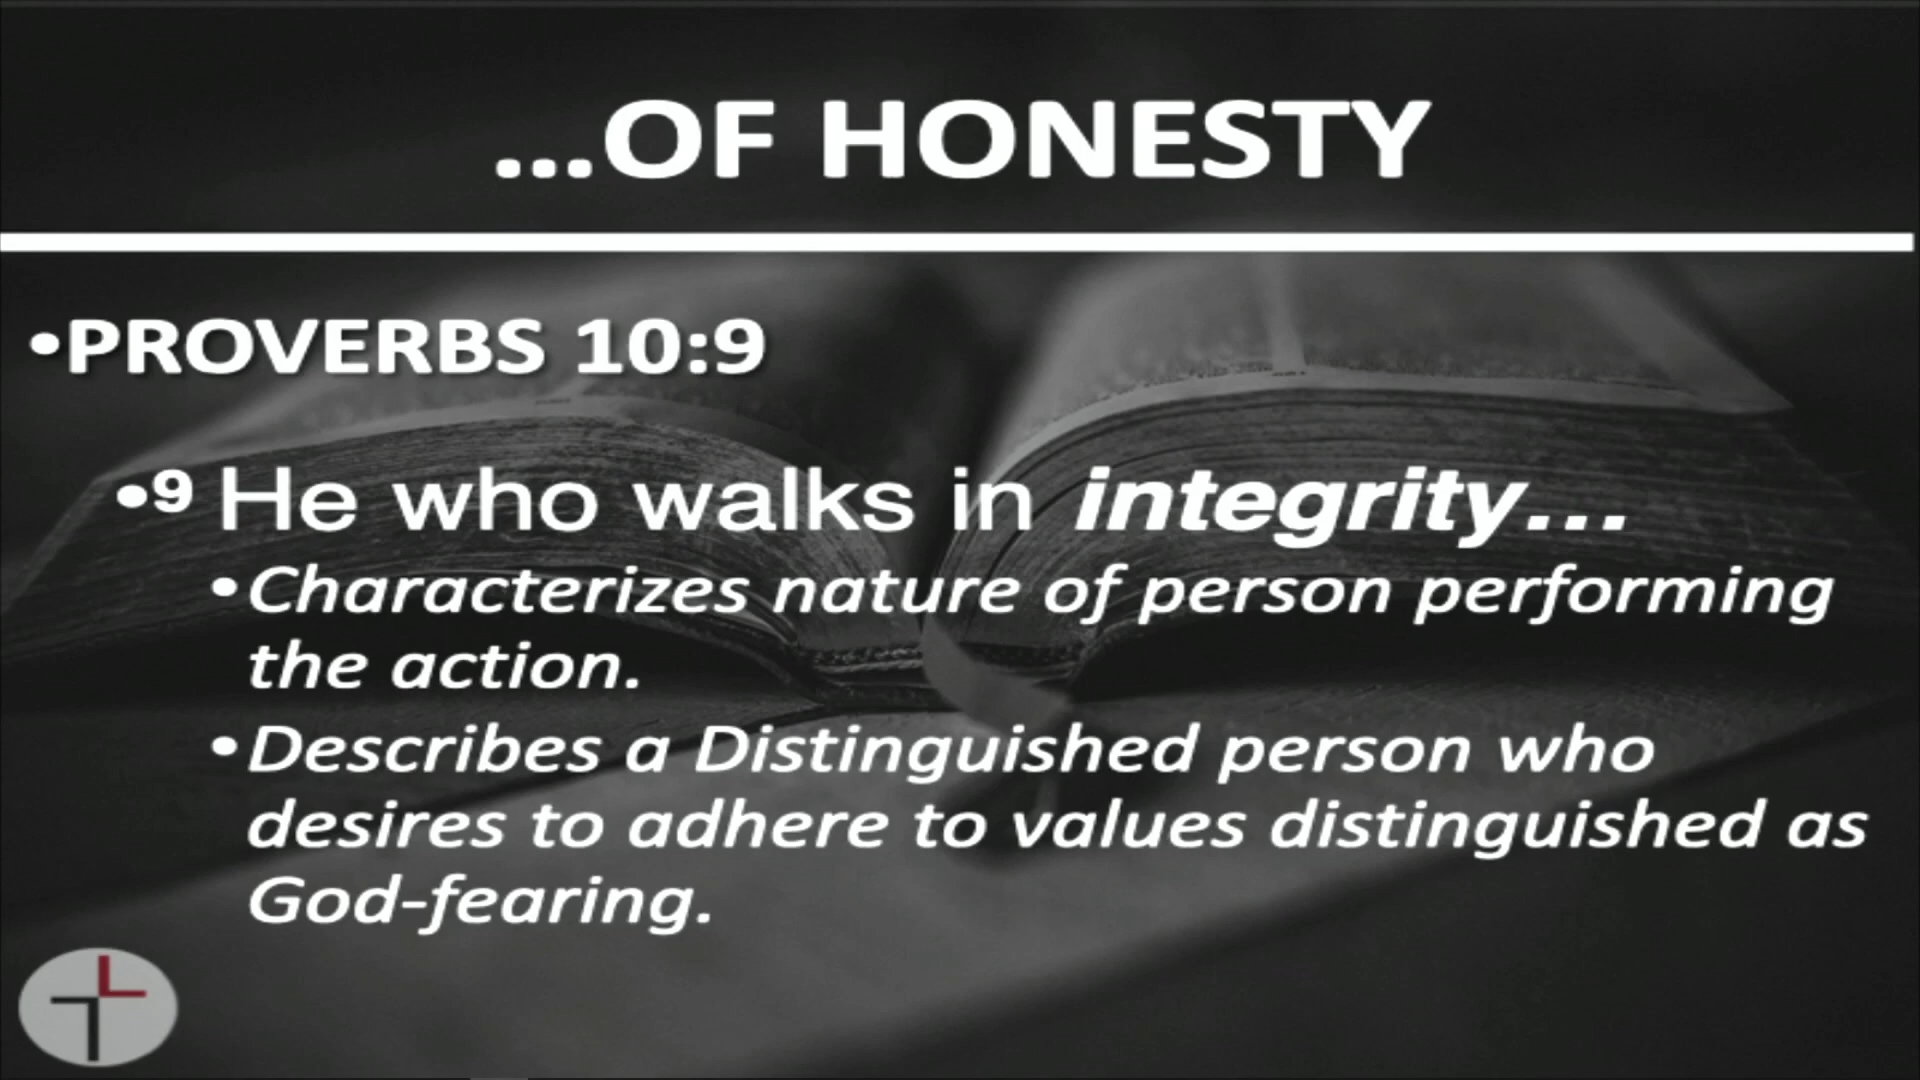 ...OF HONESTY
•PROVERBS 10:9
•9 He who walks in integrity...
•Characterizes nature of person performing
the action.
•Describes a Distinguished person who
desires to adhere to values distinguished as
God-fearing.